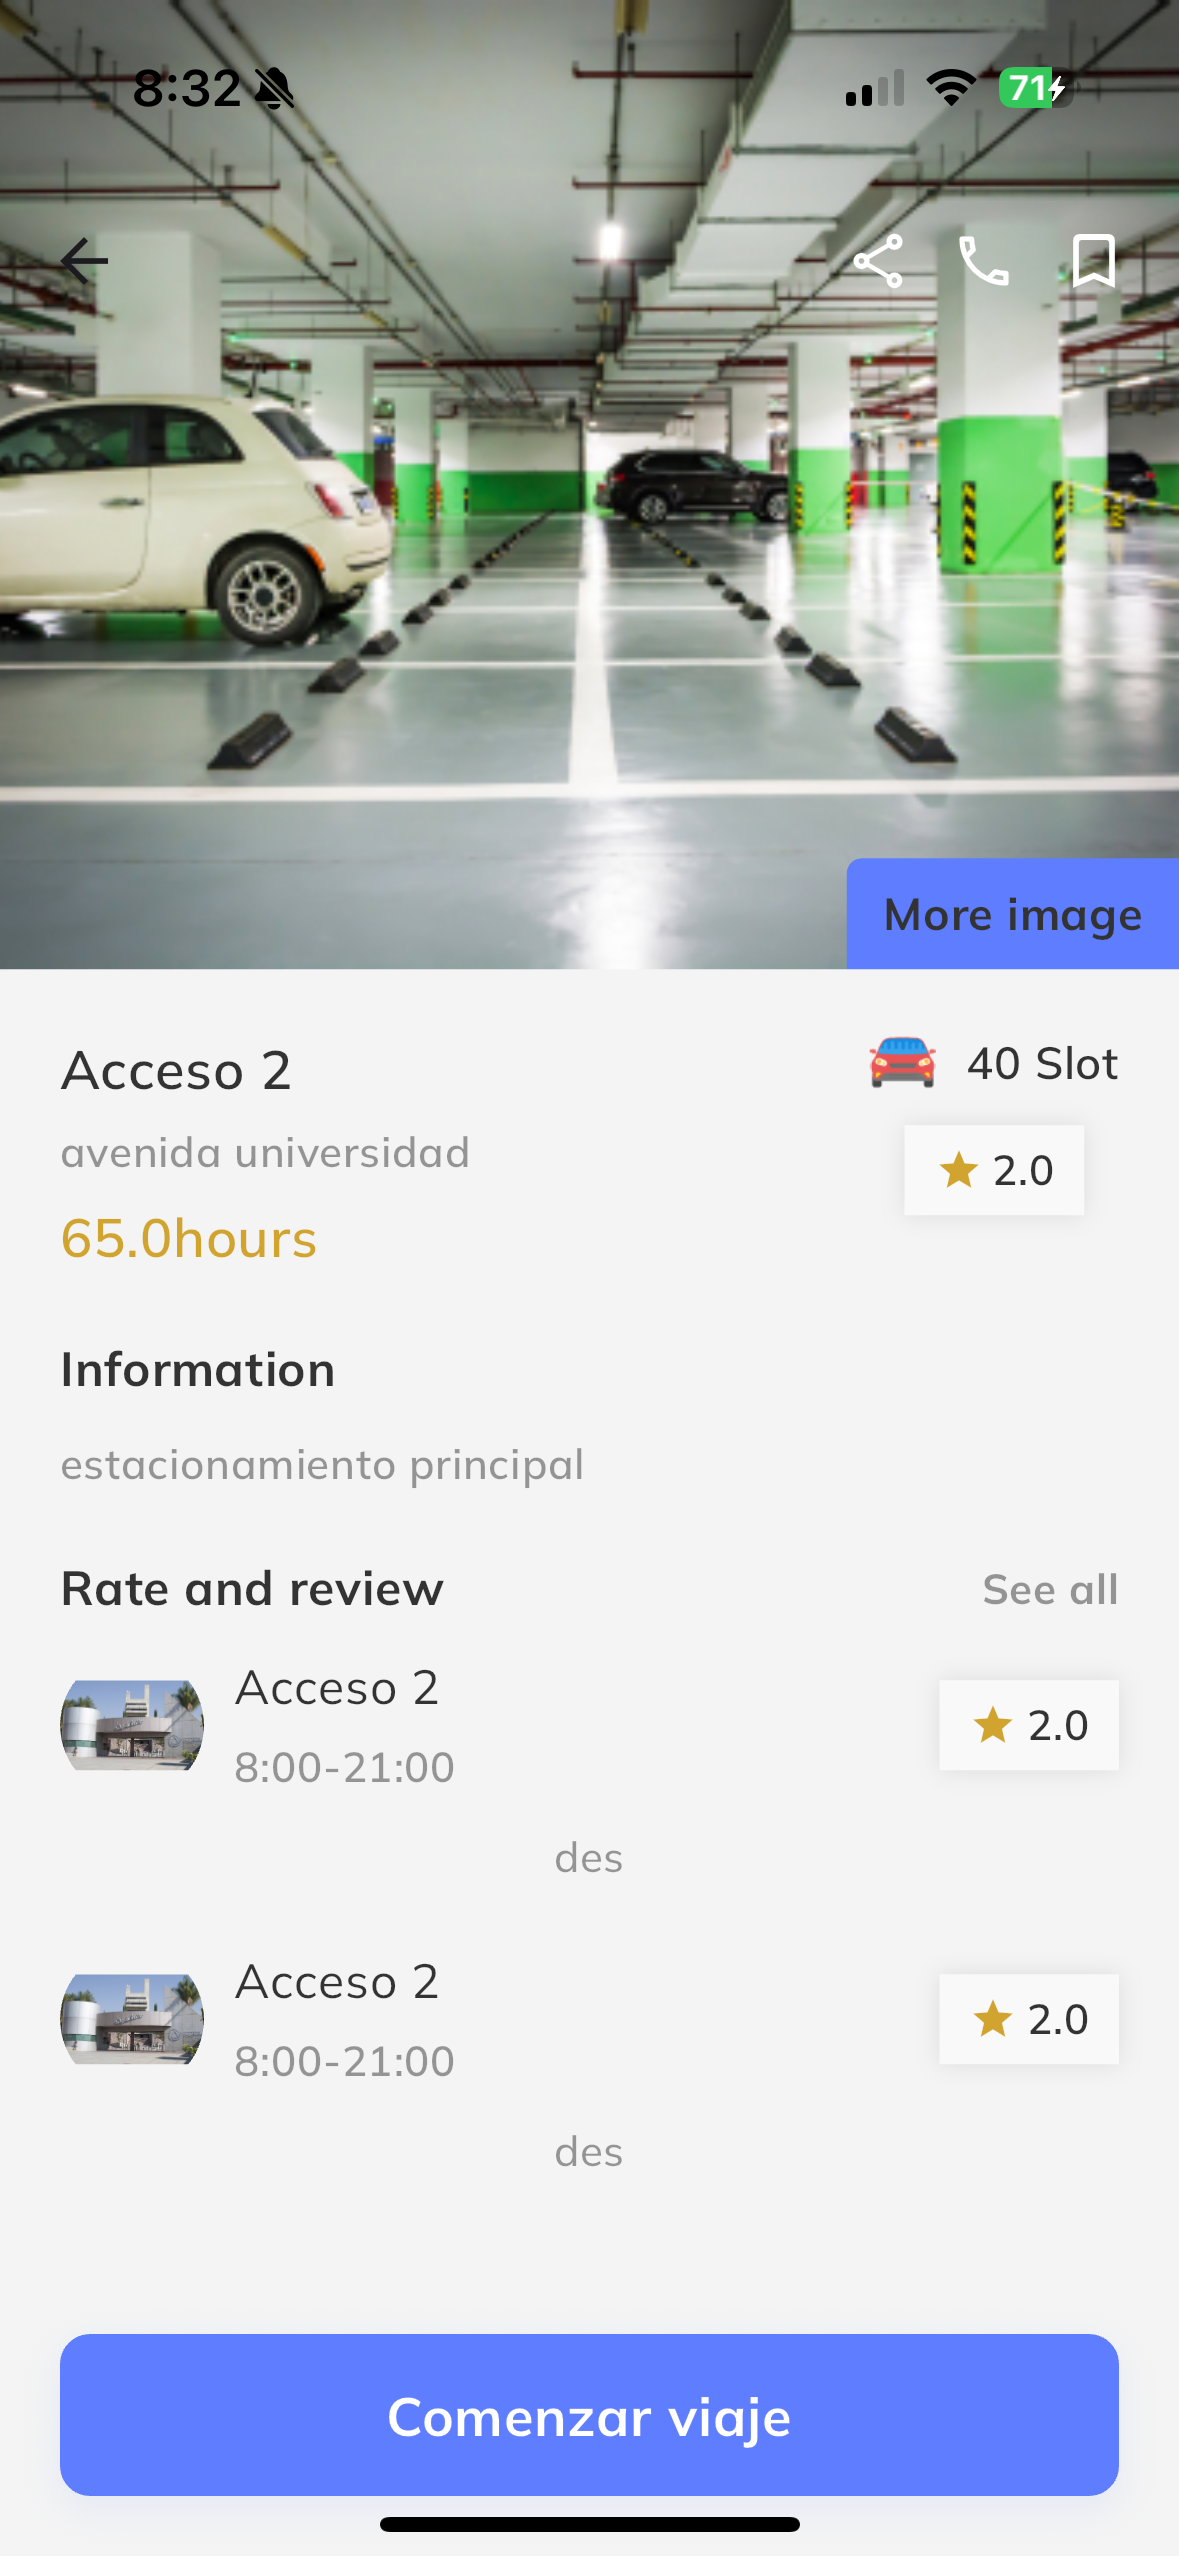 8:32
71
More image
Acceso 2
40 Slot
avenida universidad
2.0
65.0hours
Information
estacionamiento principal
Rate and review
See all
Acceso 2
8:00-21:00
2.0
des
Acceso 2
8:00-21:00
2.0
des
Comenzar viaje